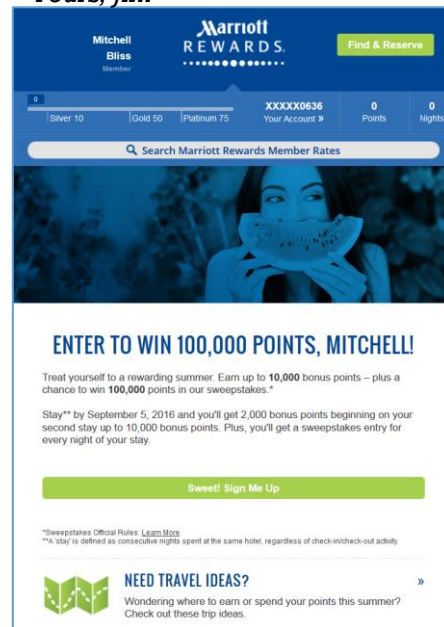 Yours, Jim
Mitchell
Bliss
Member
Marriott
REWARDS.
Find & Reserve
0
Silver 10
Gold 50
Platinum 75
XXXXX0636
Your Account »
0
Points
0
Nights
Search Marriott Rewards Member Rates
ENTER TO WIN 100,000 POINTS, MITCHELL!
Treat yourself to a rewarding summer. Earn up to 10,000 bonus points – plus a
chance to win 100,000 points in our sweepstakes.*
Stay** by September 5, 2016 and you'll get 2,000 bonus points beginning on your
second stay up to 10,000 bonus points. Plus, you'll get a sweepstakes entry for
every night of your stay.
Sweet! Sign Me Up
*Sweepstakes Official Rules: Learn More
**A 'stay' is defined as consecutive nights spent at the same hotel, regardless of check-in/check-out activity.
NEED TRAVEL IDEAS? »
Wondering where to earn or spend your points this summer?
Check out these trip ideas.